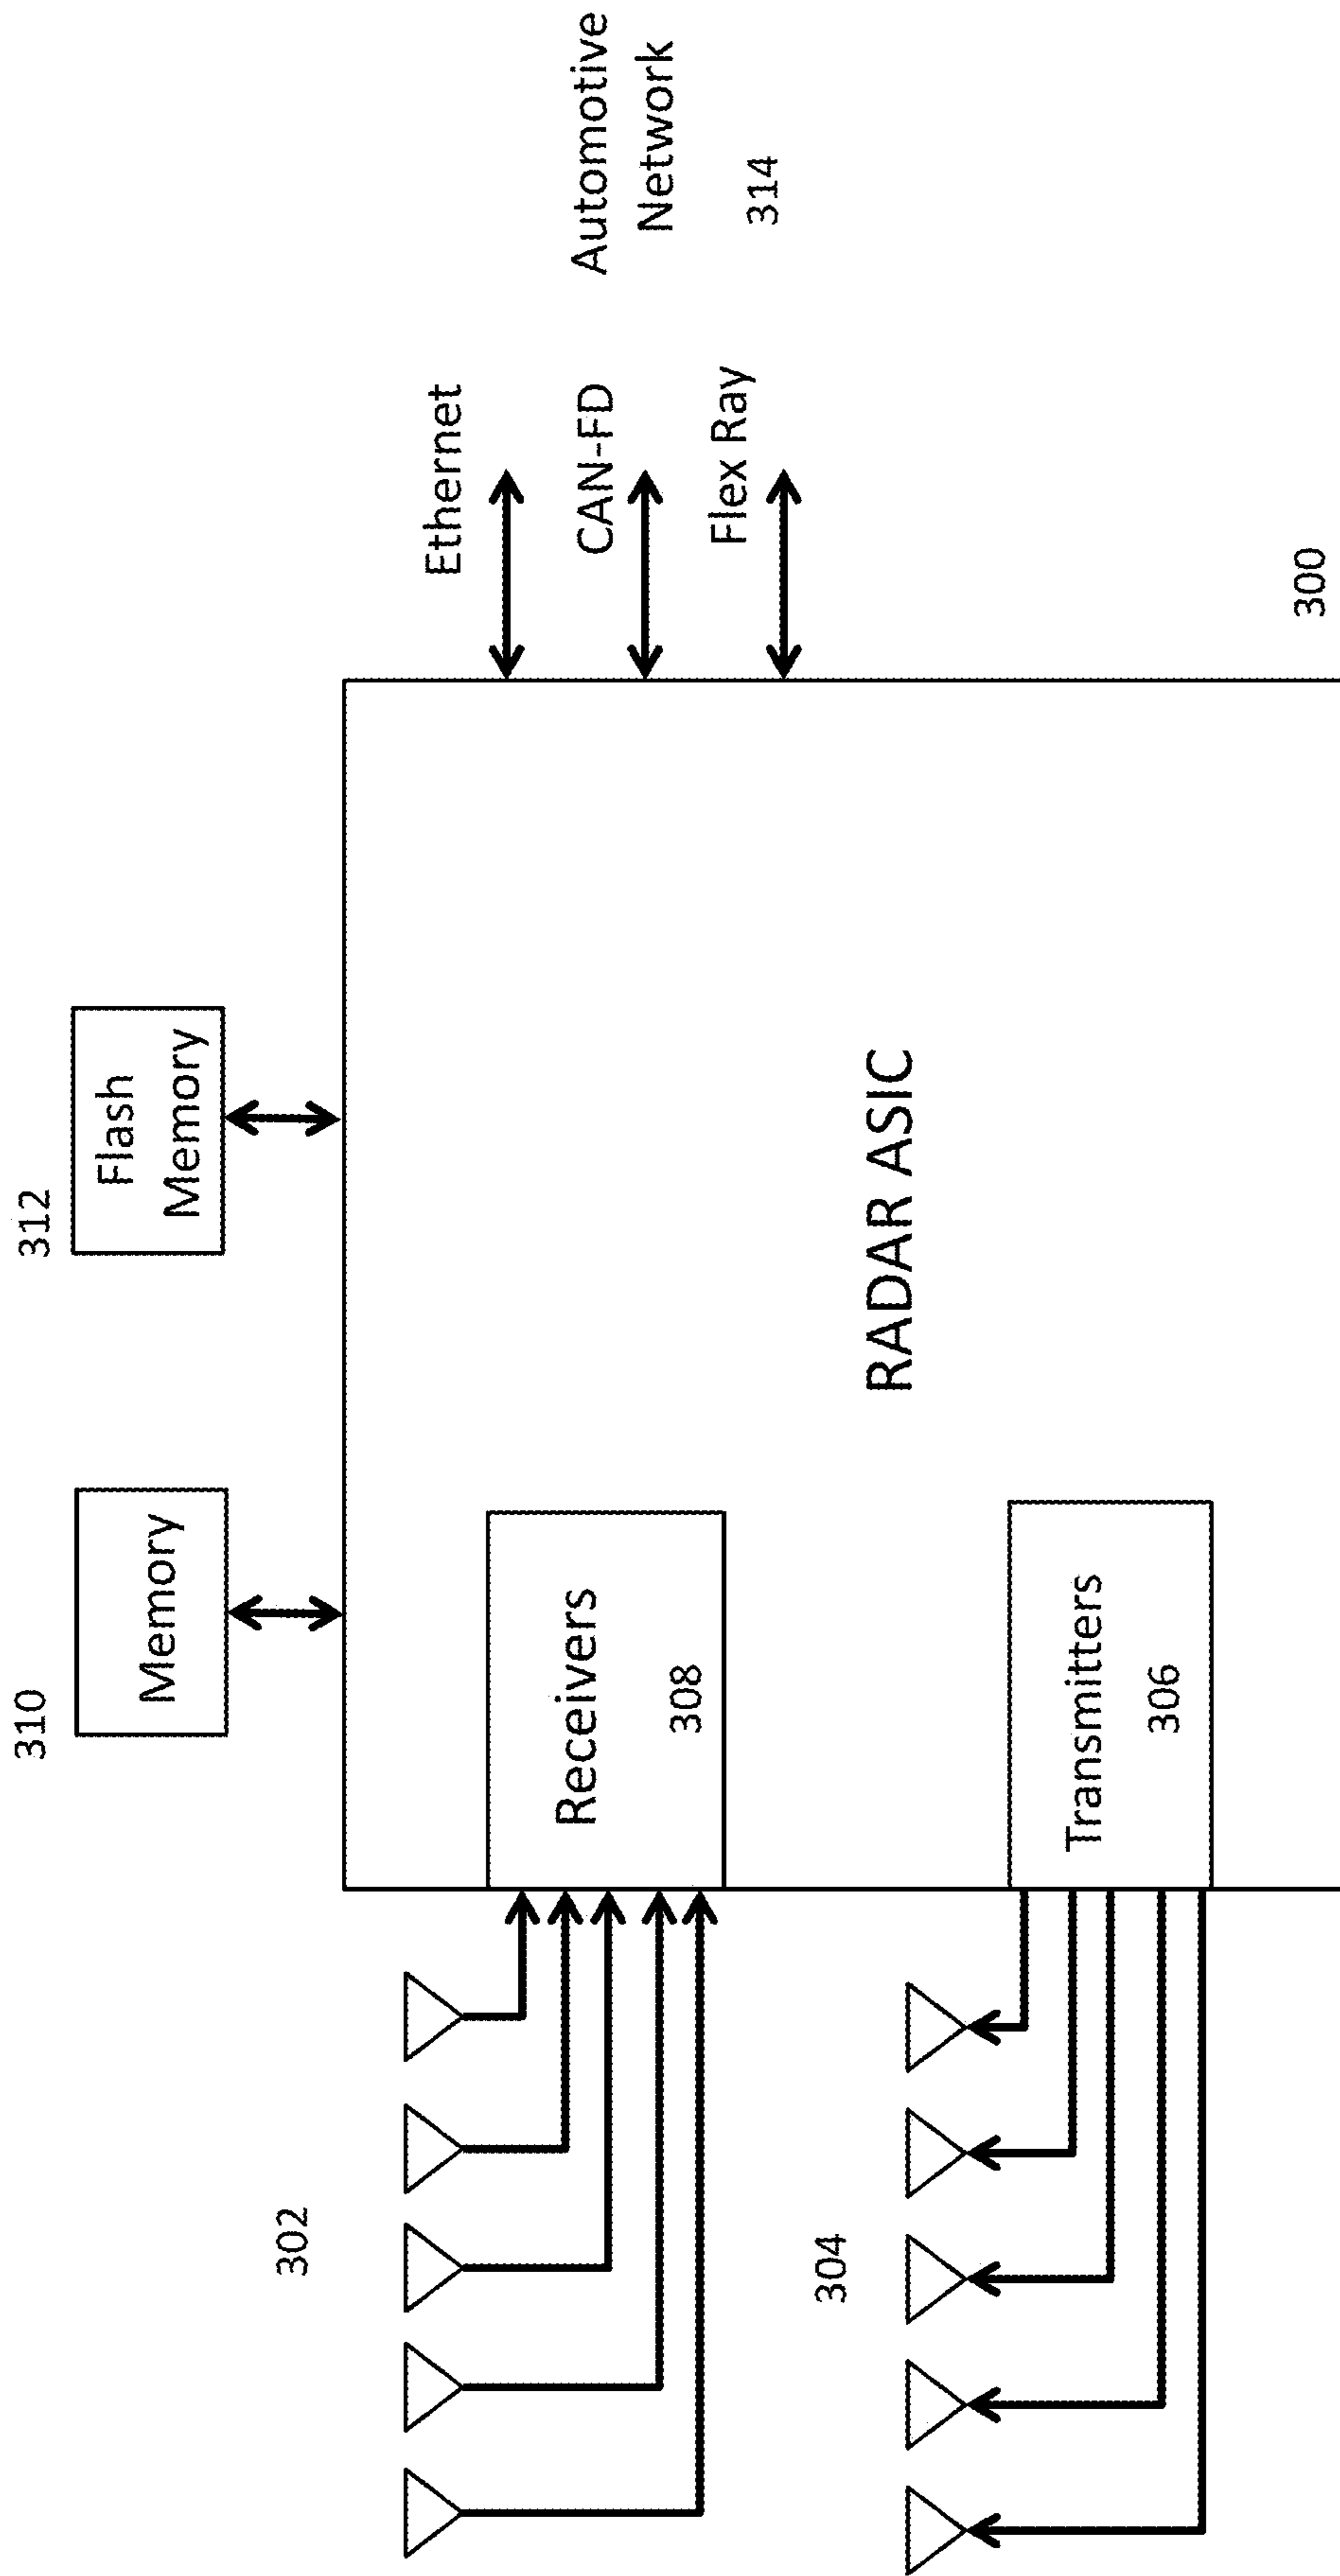 310
Memory
312
Flash
Memory
302
Receivers
308
304
Transmitters
306
RADAR ASIC
Ethernet
CAN-FD
Flex Ray
Automotive
Network
314
300